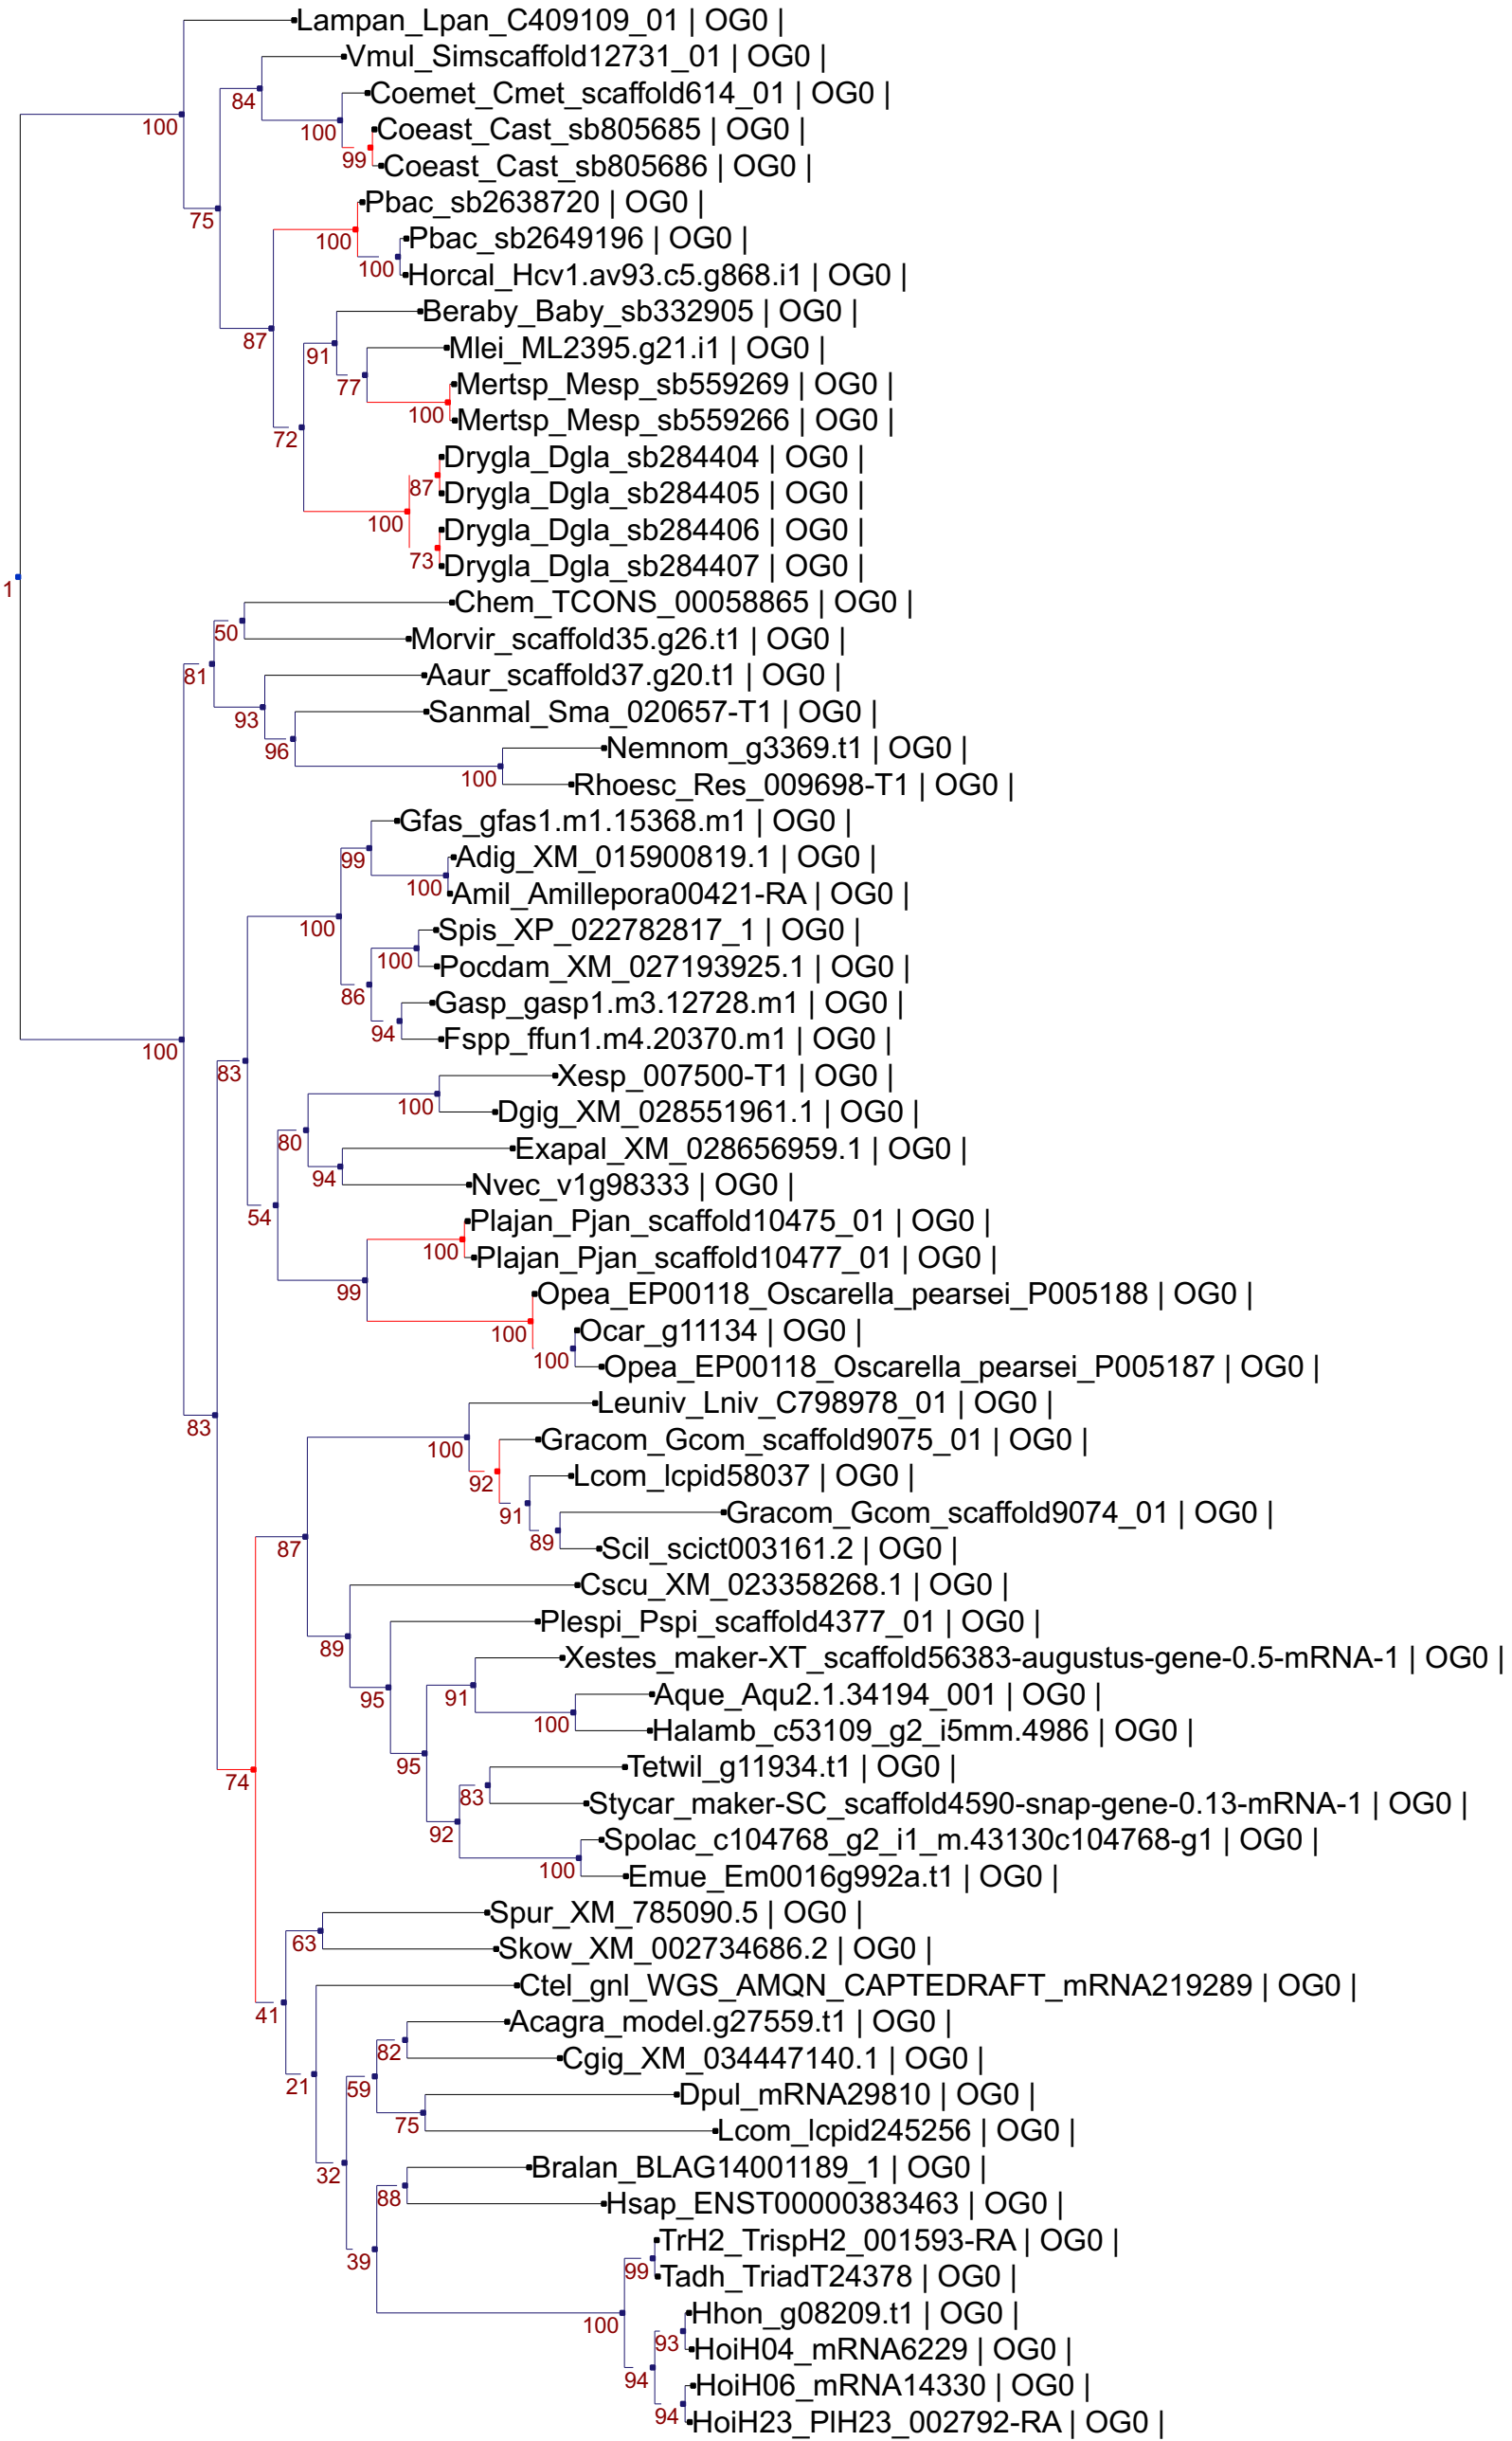 Lampan_Lpan_C409109_01 | OG0 |
Vmul_Simscaffold12731_01 | OG0 |
84
Coemet_Cmet_scaffold614_01 | OG0 |
100
100
Coeast_Cast_sb805685 | OG0 |
99
Coeast_Cast_sb805686 | OG0 |
Pbac_sb2638720 | OG0 |
75
100
Pbac_sb2649196 | OG0 |
100
Horcal_Hcv1.av93.c5.g868.i1 | OG0 |
Beraby_Baby_sb332905 | OG0 |
87
91
Mlei_ML2395.g21.i1 | OG0 |
77
Mertsp_Mesp_sb559269 | OG0 |
100
Mertsp_Mesp_sb559266 | OG0 |
72
Drygla_Dgla_sb284404 | OG0 |
87
Drygla_Dgla_sb284405 | OG0 |
100
Drygla_Dgla_sb284406 | OG0 |
73
Drygla_Dgla_sb284407 | OG0 |
1
Chem_TCONS_00058865 | OG0 |
50
Morvir_scaffold35.g26.t1 | OG0 |
81
Aaur_scaffold37.g20.t1 | OG0 |
93
Sanmal_Sma_020657-T1 | OG0 |
96
Nemnom_g3369.t1 | OG0 |
100
Rhoesc_Res_009698-T1 | OG0 |
Gfas_gfas1.m1.15368.m1 | OG0 |
99
Adig_XM_015900819.1 | OG0 |
100
Amil_Amillepora00421-RA | OG0 |
100
Spis_XP_022782817_1 | OG0 |
100
Pocdam_XM_027193925.1 | OG0 |
86
Gasp_gasp1.m3.12728.m1 | OG0 |
94
Fspp_ffun1.m4.20370.m1 | OG0 |
100
83
Xesp_007500-T1 | OG0 |
100
Dgig_XM_028551961.1 | OG0 |
80
Exapal_XM_028656959.1 | OG0 |
94
Nvec_v1g98333 | OG0 |
54
Plajan_Pjan_scaffold10475_01 | OG0 |
100
Plajan_Pjan_scaffold10477_01 | OG0 |
99
Opea_EP00118_Oscarella_pearsei_P005188 | OG0 |
100
Ocar_g11134 | OG0 |
100
Opea_EP00118_Oscarella_pearsei_P005187 | OG0 |
Leuniv_Lniv_C798978_01 | OG0 |
83
100
Gracom_Gcom_scaffold9075_01 | OG0 |
92
Lcom_lcpid58037 | OG0 |
91
Gracom_Gcom_scaffold9074_01 | OG0 |
89
Scil_scict003161.2 | OG0 |
87
Cscu_XM_023358268.1 | OG0 |
Plespi_Pspi_scaffold4377_01 | OG0 |
89
Xestes_maker-XT_scaffold56383-augustus-gene-0.5-mRNA-1 | OG0 |
95
91
Aque_Aqu2.1.34194_001 | OG0 |
100
Halamb_c53109_g2_i5mm.4986 | OG0 |
95
Tetwil_g11934.t1 | OG0 |
74
83
Stycar_maker-SC_scaffold4590-snap-gene-0.13-mRNA-1 | OG0 |
92
Spolac_c104768_g2_i1_m.43130c104768-g1 | OG0 |
100
Emue_Em0016g992a.t1 | OG0 |
Spur_XM_785090.5 | OG0 |
63
Skow_XM_002734686.2 | OG0 |
Ctel_gnl_WGS_AMQN_CAPTEDRAFT_mRNA219289 | OG0 |
41
Acagra_model.g27559.t1 | OG0 |
82
Cgig_XM_034447140.1 | OG0 |
21
59
Dpul_mRNA29810 | OG0 |
75
Lcom_lcpid245256 | OG0 |
32
Bralan_BLAG14001189_1 | OG0 |
88
Hsap_ENST00000383463 | OG0 |
TrH2_TrispH2_001593-RA | OG0 |
39
99
Tadh_TriadT24378 | OG0 |
Hhon_g08209.t1 | OG0 |
100
93
HoiH04_mRNA6229 | OG0 |
94
HoiH06_mRNA14330 | OG0 |
94
HoiH23_PlH23_002792-RA | OG0 |